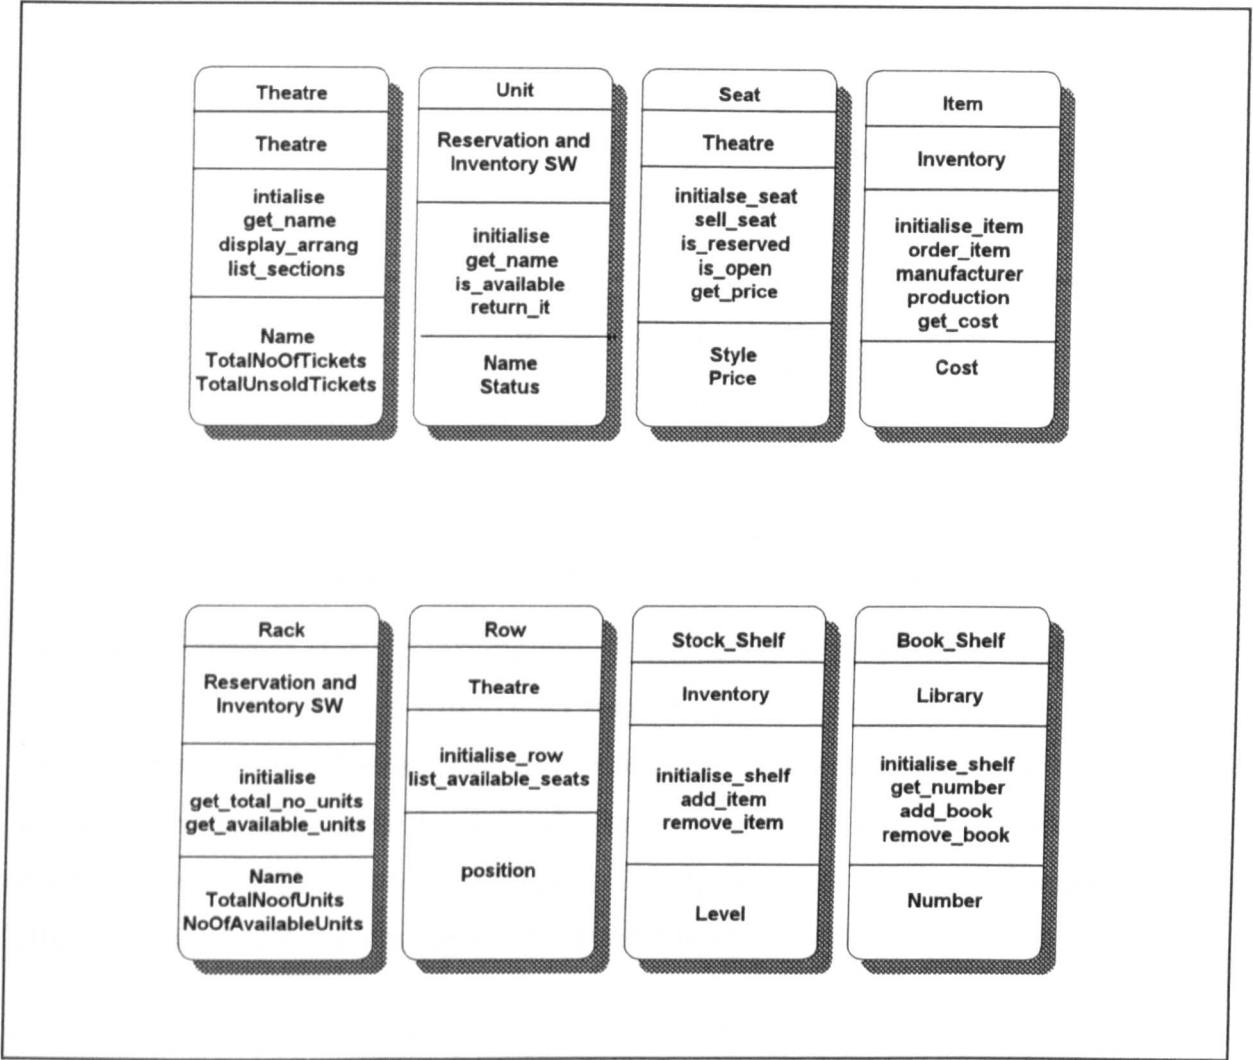 Theatre
Theatre
intialise
get_name
display_arrang
list_sections
Name
TotalNoOfTickets
TotalUnsoldTickets
Unit
Reservation and
Inventory SW
initialise
get_name
is_available
return_it
Name
Status
Seat
Theatre
initialse_seat
sell_seat
is_reserved
is_open
get_price
Style
Price
Item
Inventory
initialise_item
order_item
manufacturer
production
get_cost
Cost
Rack
Reservation and
Inventory SW
initialise
get_total_no_units
get_available_units
Name
TotalNoofUnits
NoOfAvailableUnits
Row
Theatre
initialise_row
list_available_seats
position
Stock_Shelf
Inventory
initialise_shelf
add_item
remove_item
Level
Book_Shelf
Library
initialise_shelf
get_number
add_book
remove_book
Number